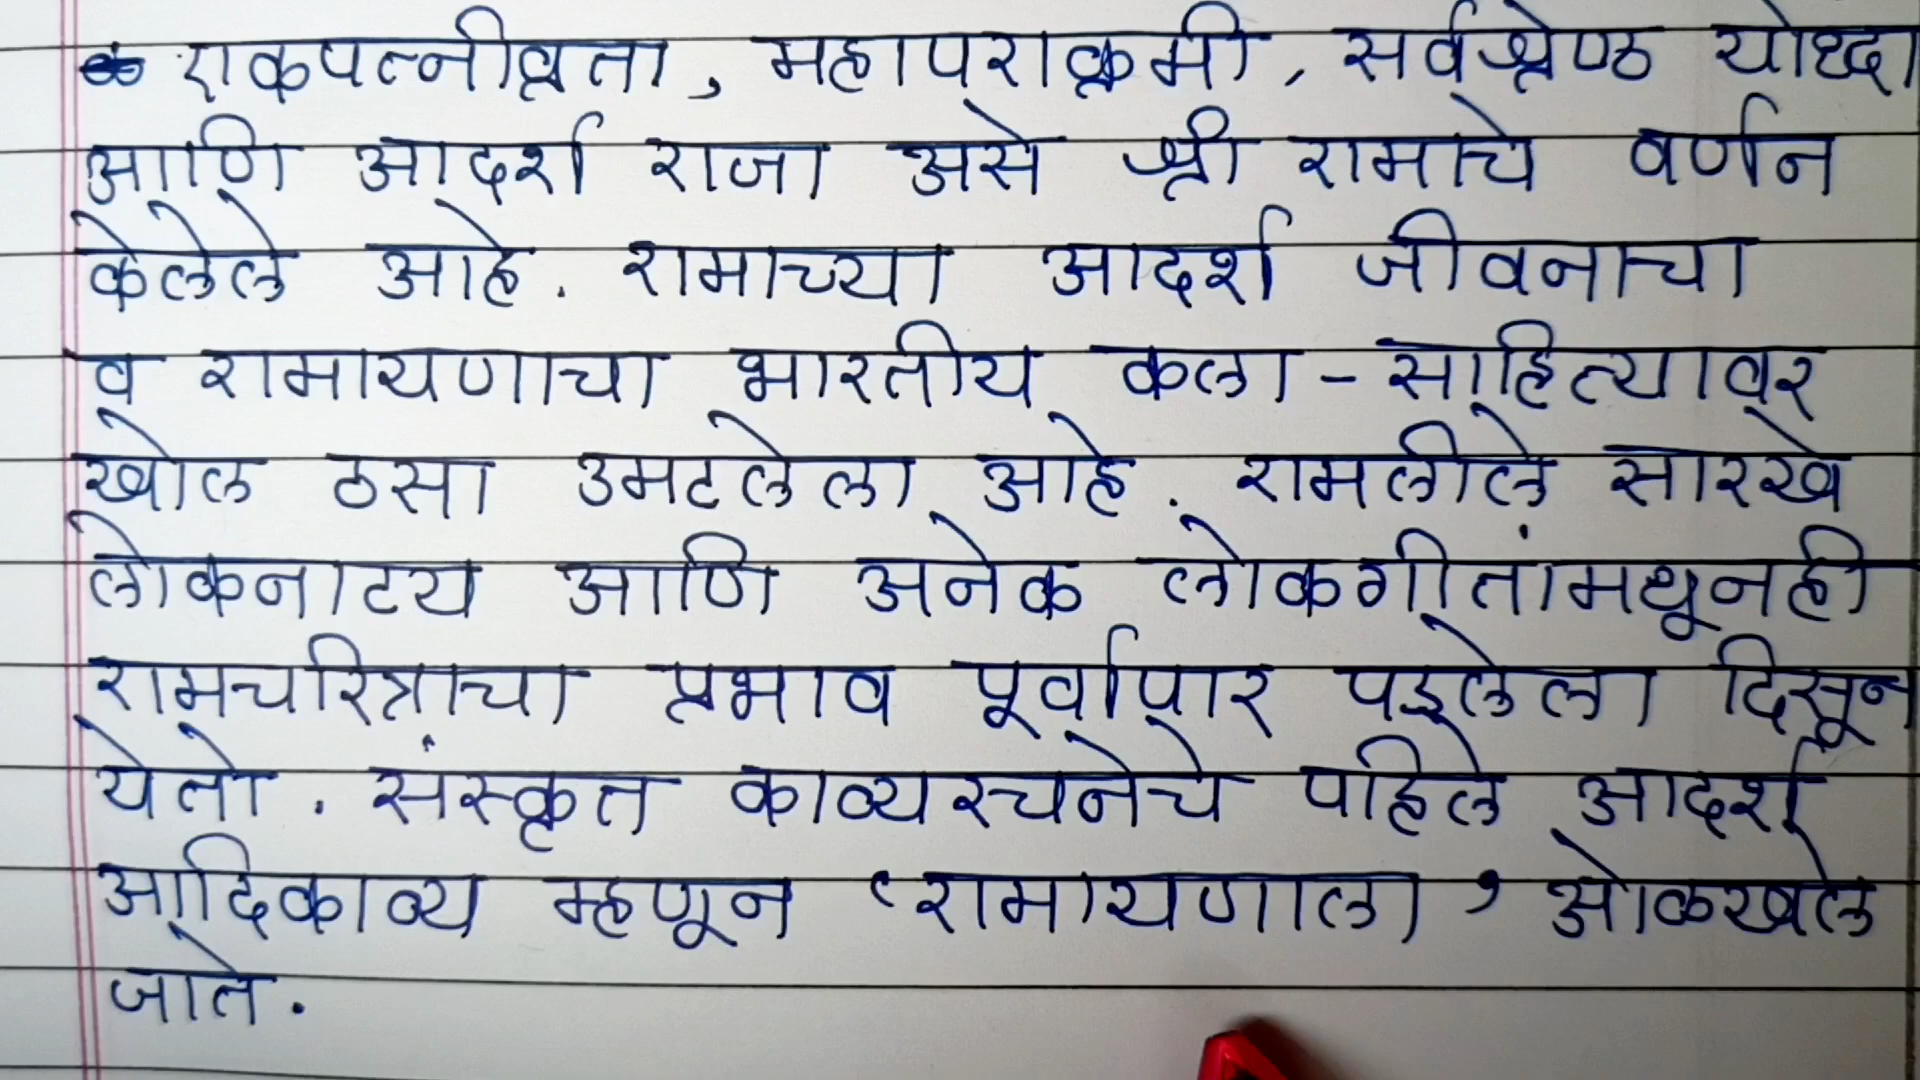 एकपत्नीव्रता, महापराक्रमी, सर्वश्रेष्ठ योध्दा
आणि आदर्श राजा असे श्री रामाचे वर्णन
केलेले आहे. रामाच्या आदर्श जीवनाचा
व रामायणाचा भारतीय कला - साहित्यावर
खोल ठसा उमटलेला आहे. रामलीले सारखे
लोकनाटय आणि अनेक लोकगीतांमधूनही
रामचरित्राचा प्रभाव पूर्वापार पडलेला दिसून
येतो. संस्कृत काव्यरचनेचे पहिले आदर्श
आदिकाव्य म्हणून 'रामायणाला' ओळखले
जाते.